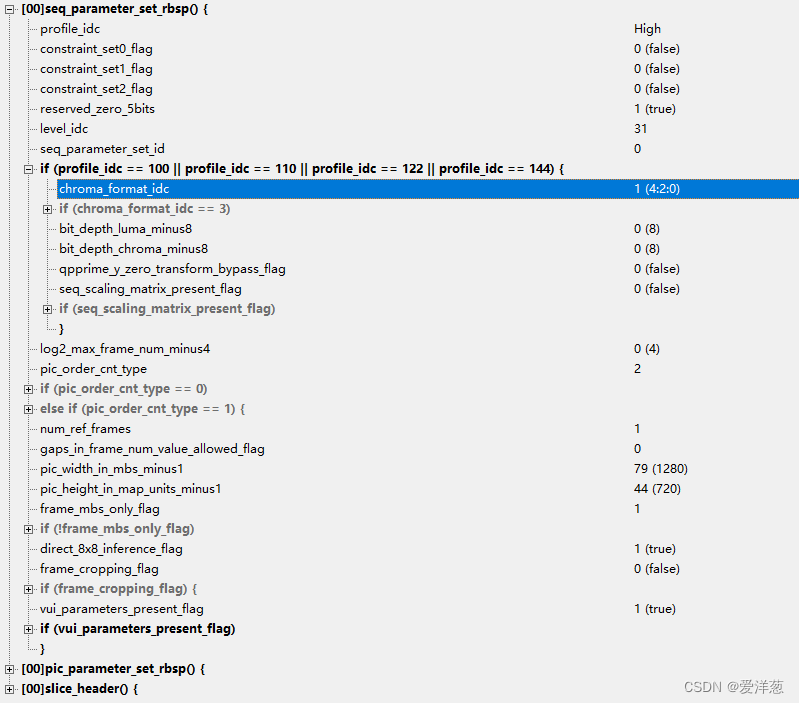 [00]seq_parameter_set_rbsp() {
profile_idc High
constraint_set0_flag 0 (false)
constraint_set1_flag 0 (false)
constraint_set2_flag 0 (false)
reserved_zero_5bits 1 (true)
level_idc 31
seq_parameter_set_id 0
if (profile_idc == 100 || profile_idc == 110 || profile_idc == 122 || profile_idc == 144) {
chroma_format_idc 1 (4:2:0)
if (chroma_format_idc == 3)
bit_depth_luma_minus8 0 (8)
bit_depth_chroma_minus8 0 (8)
qpprime_y_zero_transform_bypass_flag 0 (false)
seq_scaling_matrix_present_flag 0 (false)
if (seq_scaling_matrix_present_flag)
}
log2_max_frame_num_minus4 0 (4)
pic_order_cnt_type 2
if (pic_order_cnt_type == 0)
else if (pic_order_cnt_type == 1) {
num_ref_frames 1
gaps_in_frame_num_value_allowed_flag 0
pic_width_in_mbs_minus1 79 (1280)
pic_height_in_map_units_minus1 44 (720)
frame_mbs_only_flag 1
if (!frame_mbs_only_flag)
direct_8x8_inference_flag 1 (true)
frame_cropping_flag 0 (false)
if (frame_cropping_flag) {
vui_parameters_present_flag 1 (true)
if (vui_parameters_present_flag)
}
[00]pic_parameter_set_rbsp() {
[00]slice_header() {
CSDN @爱洋葱